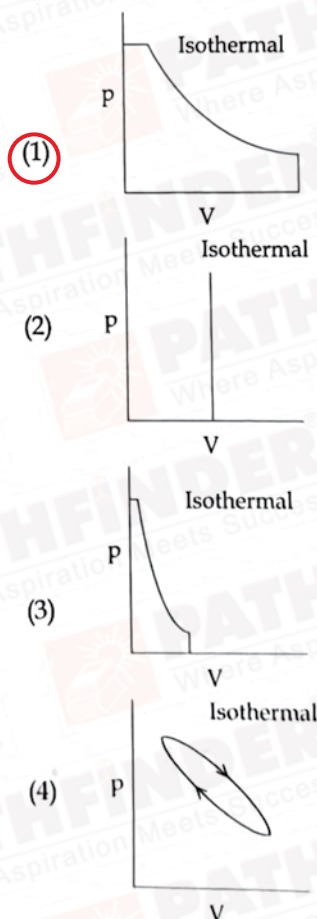 Isothermal
p
(1)
V
Isothermal
(2)
p
V
Isothermal
p
(3)
V
Isothermal
(4)
p
V